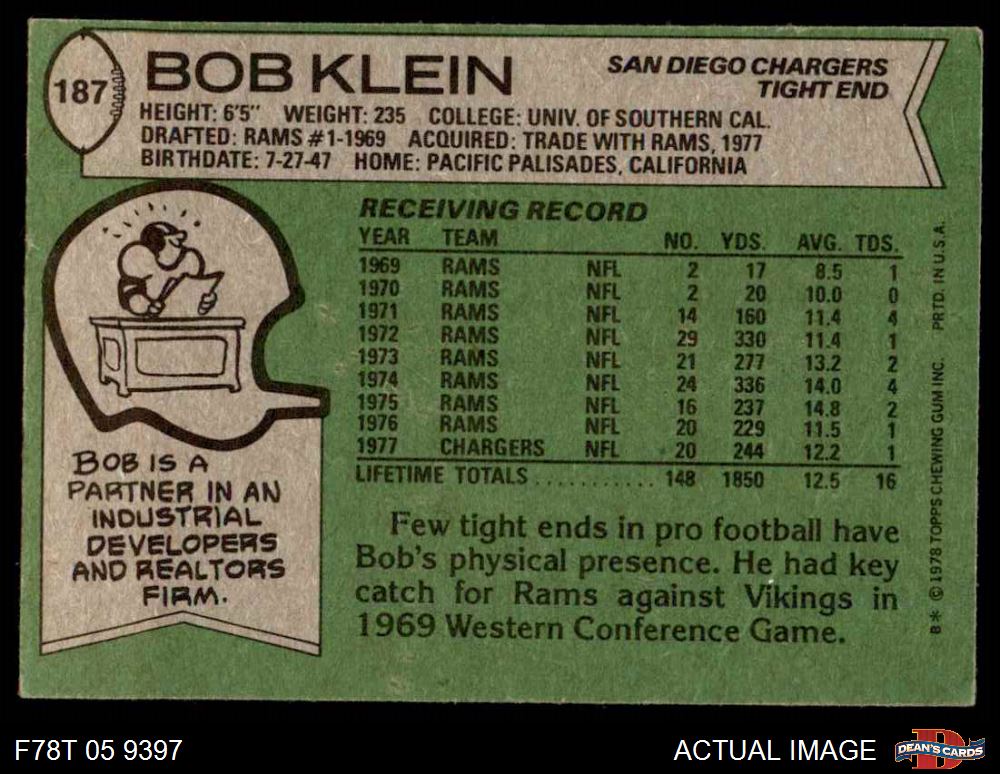 187
BOB KLEIN
SAN DIEGO CHARGERS
TIGHT END
HEIGHT: 6'5" WEIGHT: 235 COLLEGE: UNIV. OF SOUTHERN CAL.
DRAFTED: RAMS #1-1969 ACQUIRED: TRADE WITH RAMS, 1977
BIRTHDATE: 7-27-47 HOME: PACIFIC PALISADES, CALIFORNIA
RECEIVING RECORD
YEAR TEAM NO. YDS. AVG. TDS.
1969 RAMS NFL 2 17 8.5 1
1970 RAMS NFL 2 20 10.0 0
1971 RAMS NFL 14 160 11.4 4
1972 RAMS NFL 29 330 11.4 1
1973 RAMS NFL 21 277 13.2 2
1974 RAMS NFL 24 336 14.0 4
1975 RAMS NFL 16 237 14.8 2
1976 RAMS NFL 20 229 11.5 1
1977 CHARGERS NFL 20 244 12.2 1
LIFETIME TOTALS............ 148 1850 12.5 16
BOB IS A
PARTNER IN AN
INDUSTRIAL
DEVELOPERS
AND REALTORS
FIRM.
Few tight ends in pro football have
Bob's physical presence. He had key
catch for Rams against Vikings in
1969 Western Conference Game.
B* © 1978 TOPPS CHEWING GUM INC. PRTD. IN U.S.A.
F78T 05 9397
ACTUAL IMAGE
DEAN'S CARDS